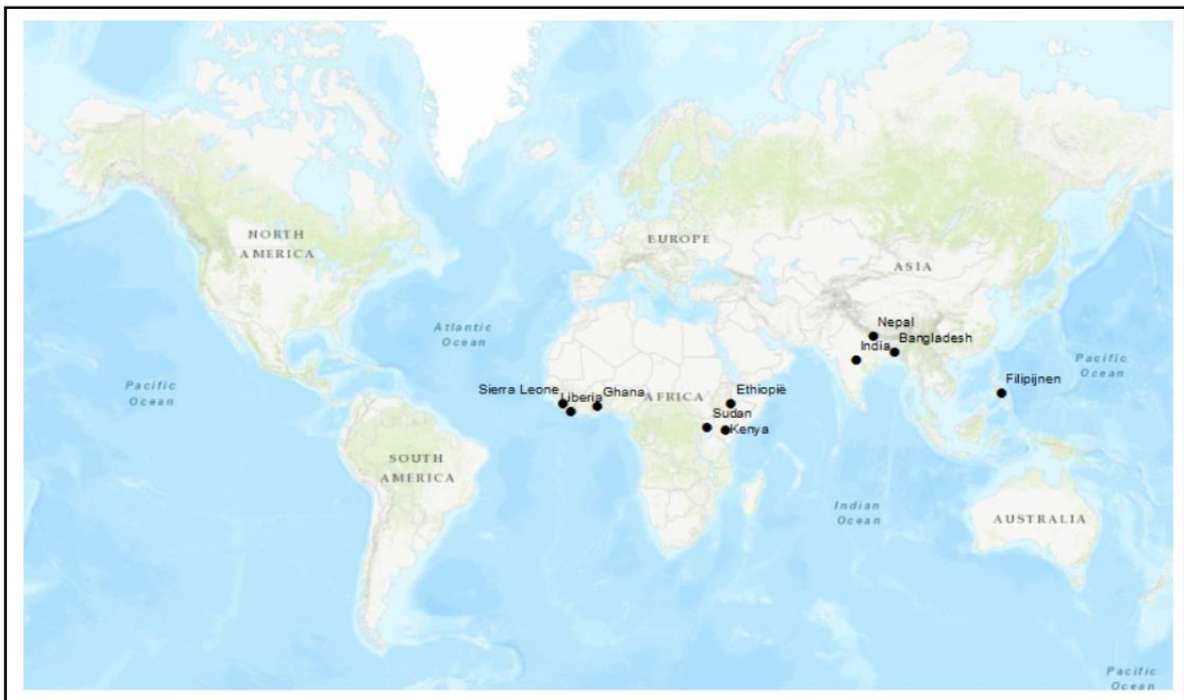 NORTH
AMERICA
EUROPE
ASIA
Atlantic
Ocean
Nepal
India
Bangladesh
Pacific
Ocean
Pacific
Ocean
Filipijnen
Sierra Leone
Liberia
Ghana
AFRICA
Ethiopië
Sudan
Kenya
SOUTH
AMERICA
Indian
Ocean
AUSTRALIA
Pacific
Ocean